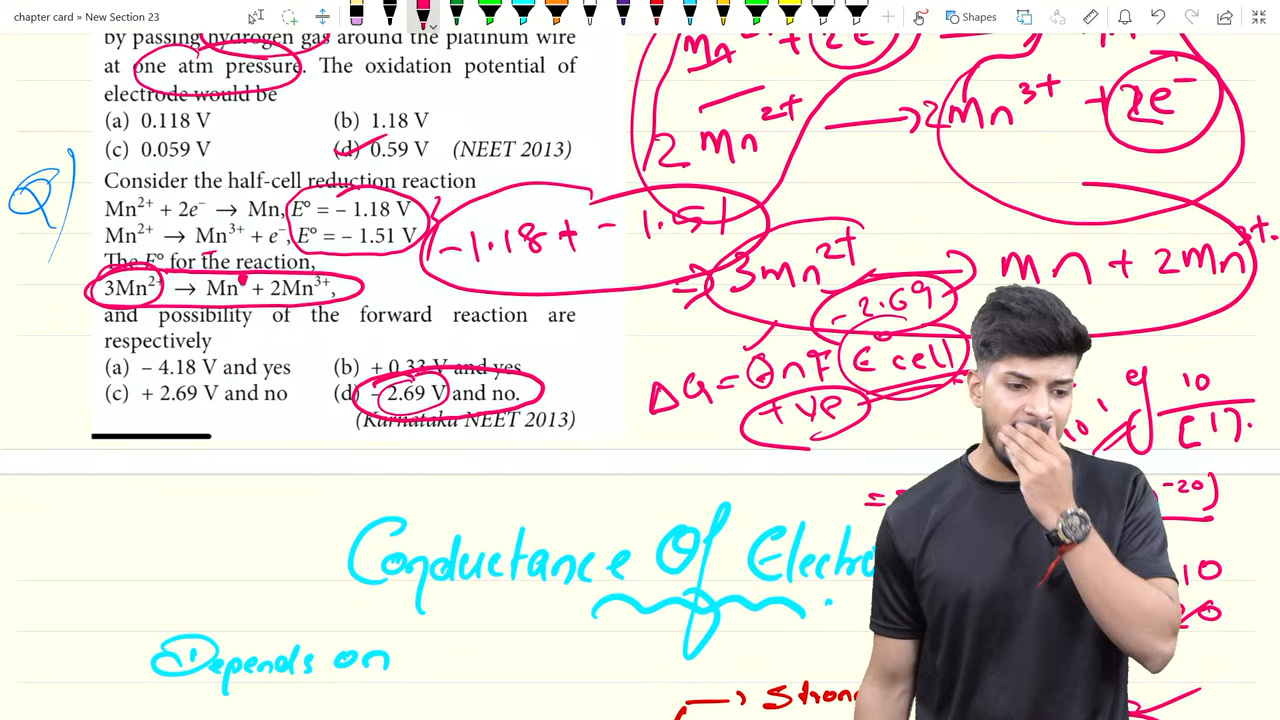 chapter card » New Section 23
Shapes
by passing hydrogen gas around the platinum wire
at one atm pressure. The oxidation potential of
electrode would be
(a) 0.118 V (b) 1.18 V
(c) 0.059 V (d) 0.59 V (NEET 2013)
Q)
Consider the half-cell reduction reaction
Mn²⁺ + 2e⁻ → Mn, E° = – 1.18 V
Mn²⁺ → Mn³⁺ + e⁻, E° = – 1.51 V
The E° for the reaction,
3Mn²⁺ → Mn + 2Mn³⁺,
and possibility of the forward reaction are
respectively
(a) – 4.18 V and yes (b) + 0.33 V and yes
(c) + 2.69 V and no (d) – 2.69 V and no.
(Karnataka NEET 2013)
2 Mn²⁺ → 2Mn³⁺ + 2e⁻
-1.18 + -1.51
⇒ 3Mn²⁺ → Mn + 2Mn³⁺
-2.69
ΔG = nF E cell
+ve
10
-20
10
20
Conductance Of
Depends on